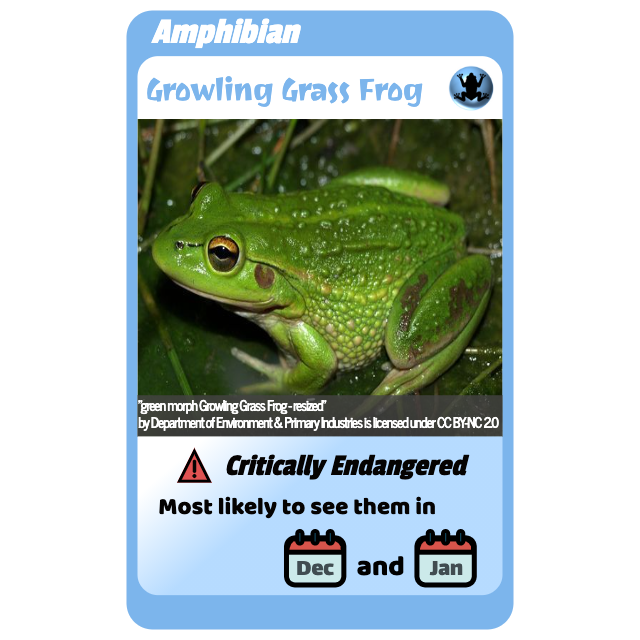 Amphibian
Growling Grass Frog
"green morph Growling Grass Frog - resized"
by Department of Environment & Primary Industries is licensed under CC BY-NC 2.0
Critically Endangered
Most likely to see them in
Dec and Jan